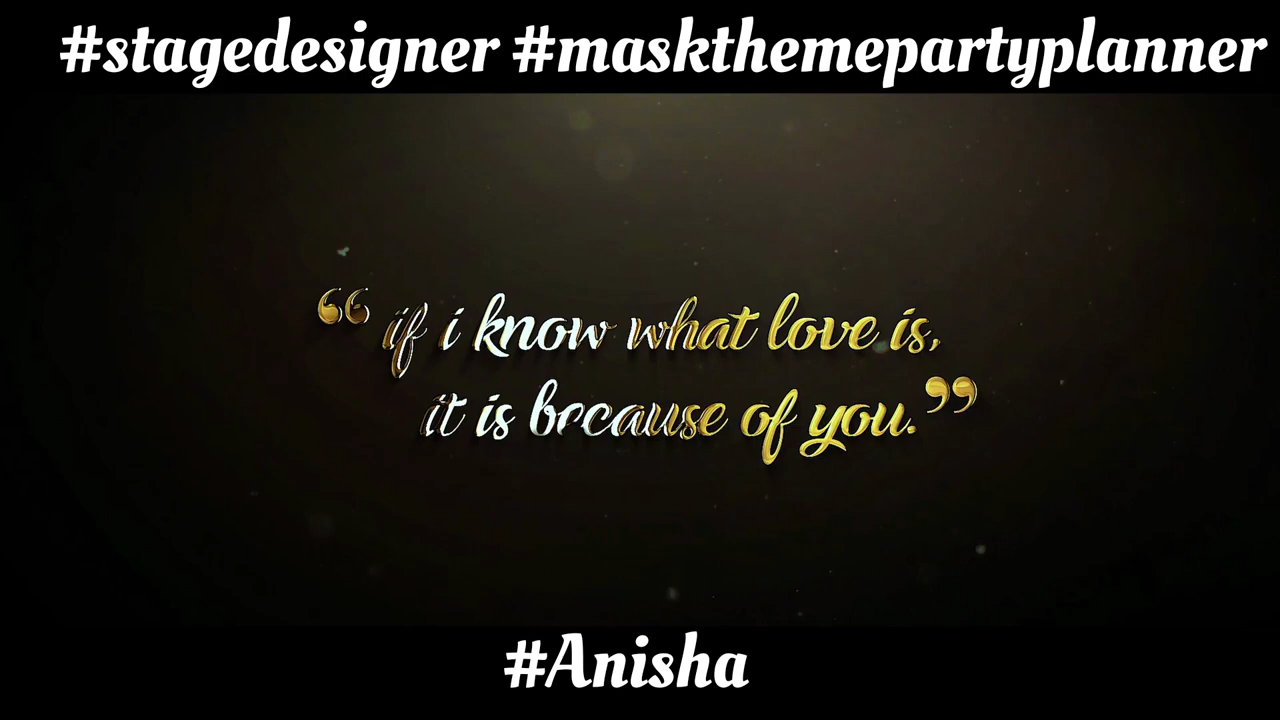 #stagedesigner #maskthemepartyplanner
“ if i know what love is,
it is because of you.”
#Anisha